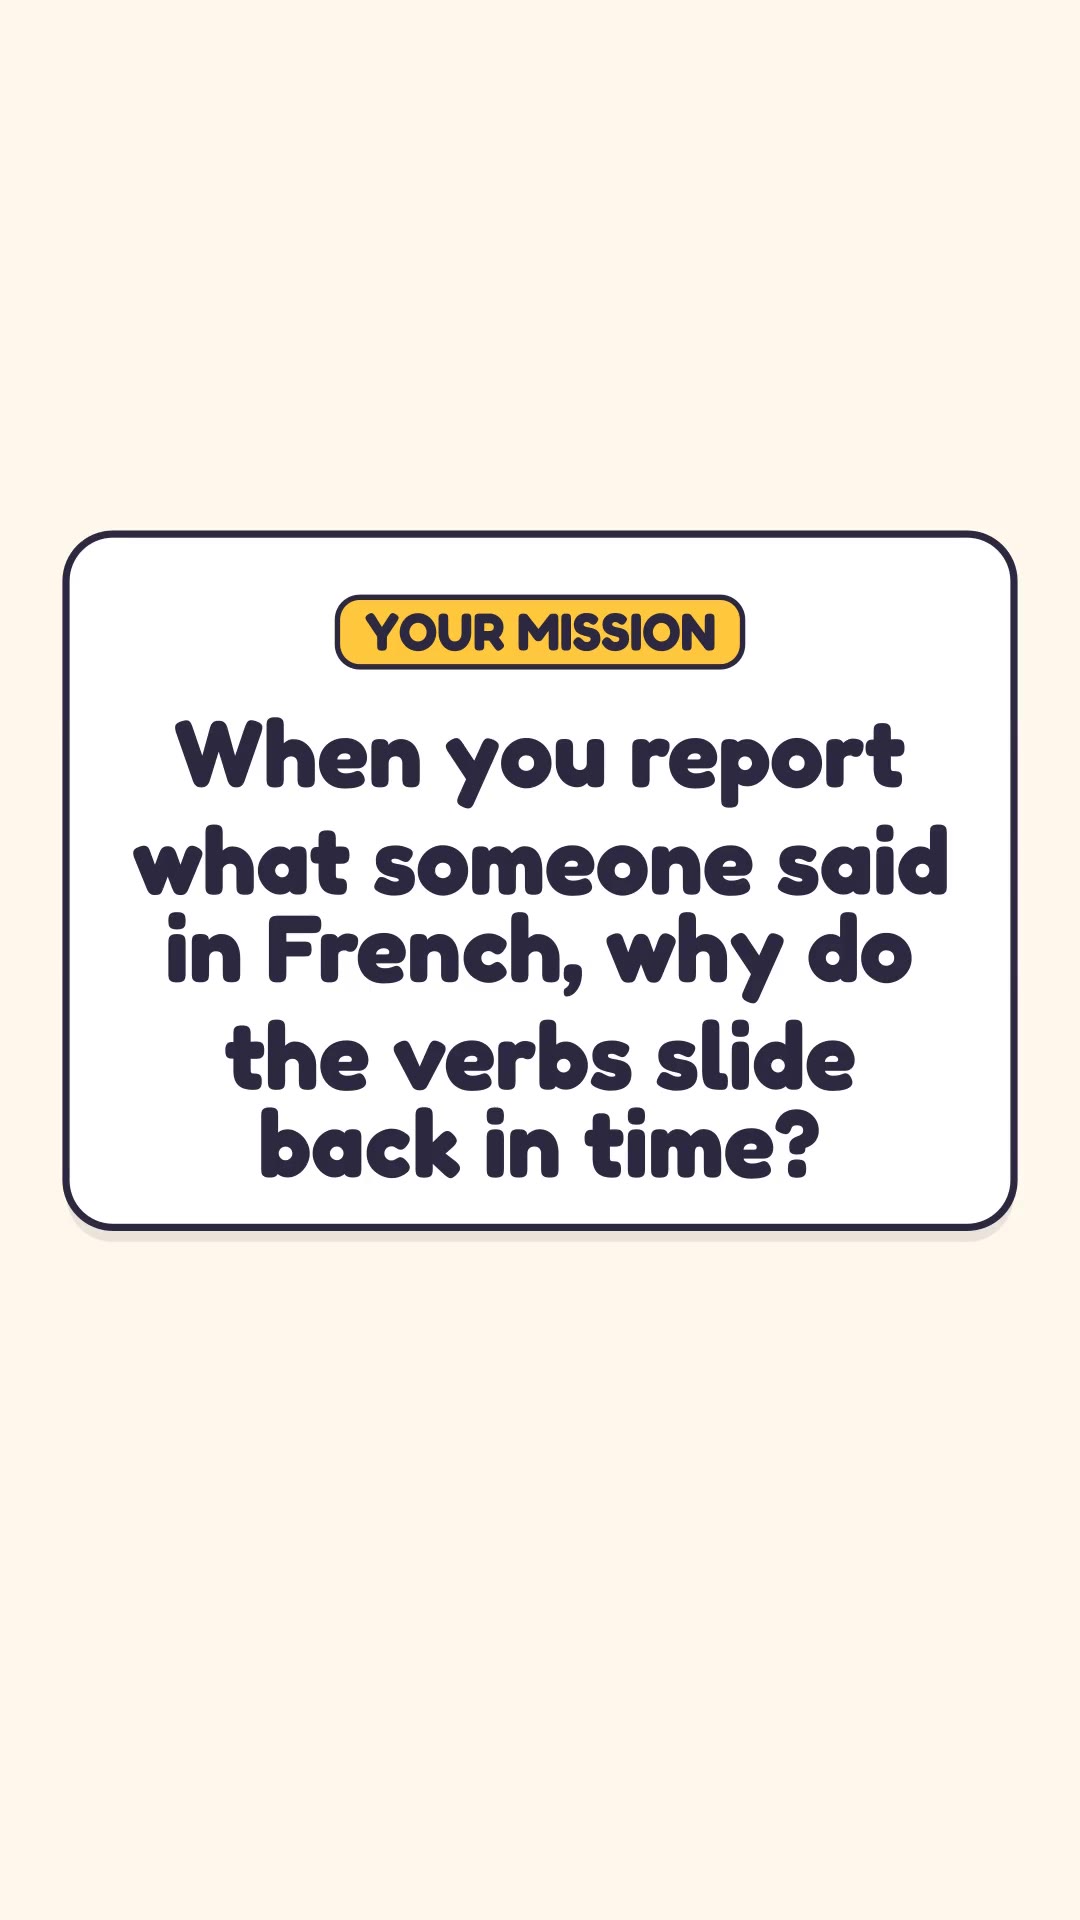 YOUR MISSION
When you report
what someone said
in French, why do
the verbs slide
back in time?